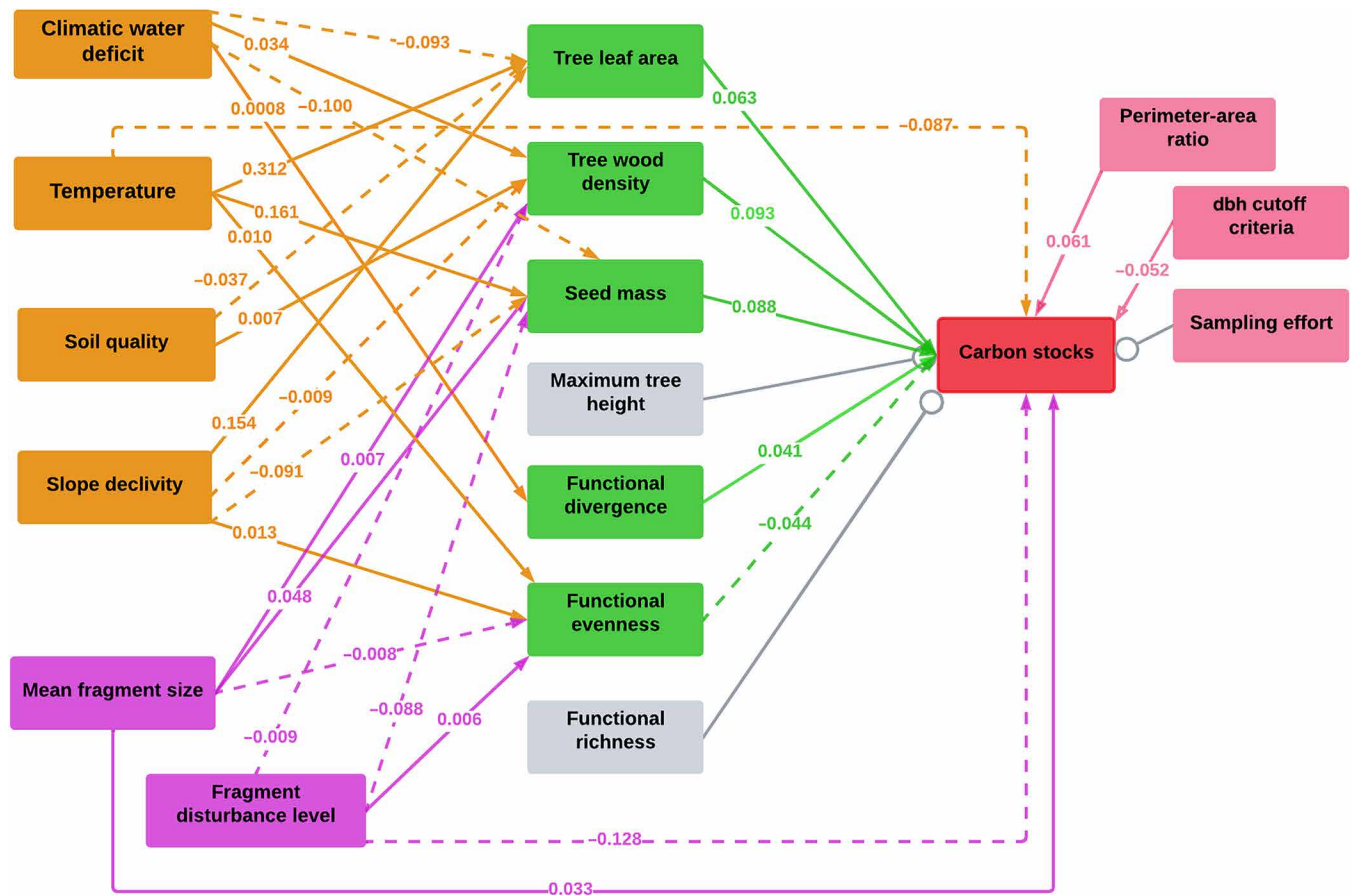 Climatic water
deficit
Temperature
Soil quality
Slope declivity
Mean fragment size
Fragment
disturbance level
0.034
–0.093
0.0008
–0.100
–0.087
0.312
0.161
0.010
–0.037
0.007
–0.009
0.154
–0.091
0.007
0.013
0.048
–0.008
–0.088
0.006
–0.009
–0.128
0.033
Tree leaf area
Tree wood
density
Seed mass
Maximum tree
height
Functional
divergence
Functional
evenness
Functional
richness
0.063
0.093
0.088
0.041
–0.044
Carbon stocks
Perimeter-area
ratio
dbh cutoff
criteria
Sampling effort
0.061
–0.052